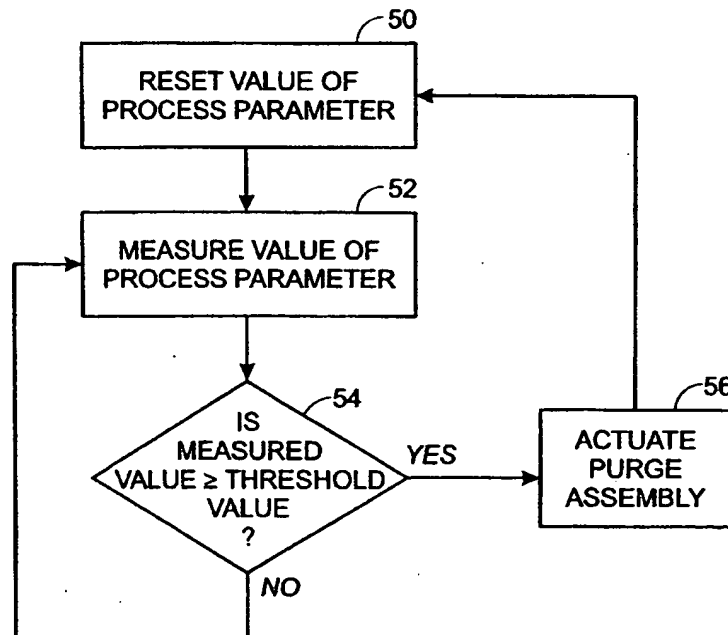 50
RESET VALUE OF
PROCESS PARAMETER
52
MEASURE VALUE OF
PROCESS PARAMETER
54
IS
MEASURED
VALUE ≥ THRESHOLD
VALUE
?
YES
56
ACTUATE
PURGE
ASSEMBLY
NO